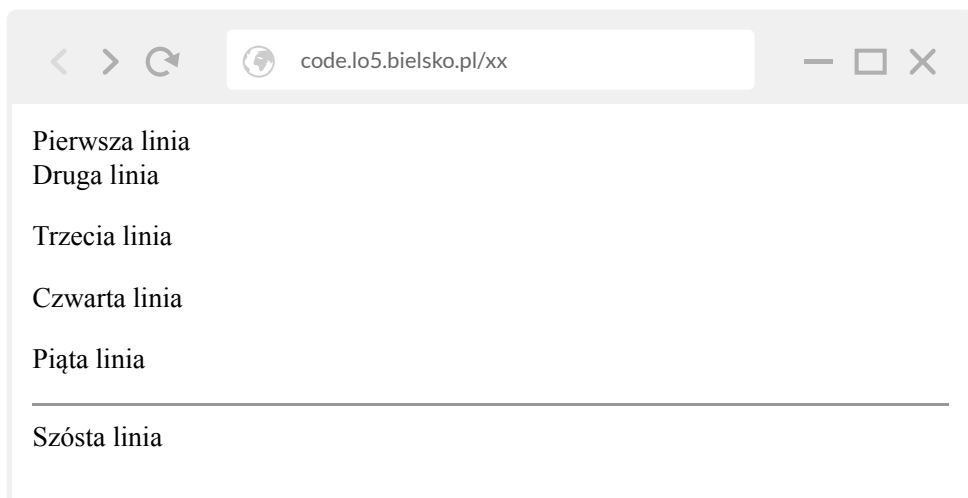 code.lo5.bielsko.pl/xx
Pierwsza linia
Druga linia
Trzecia linia
Czwarta linia
Piąta linia
Szósta linia